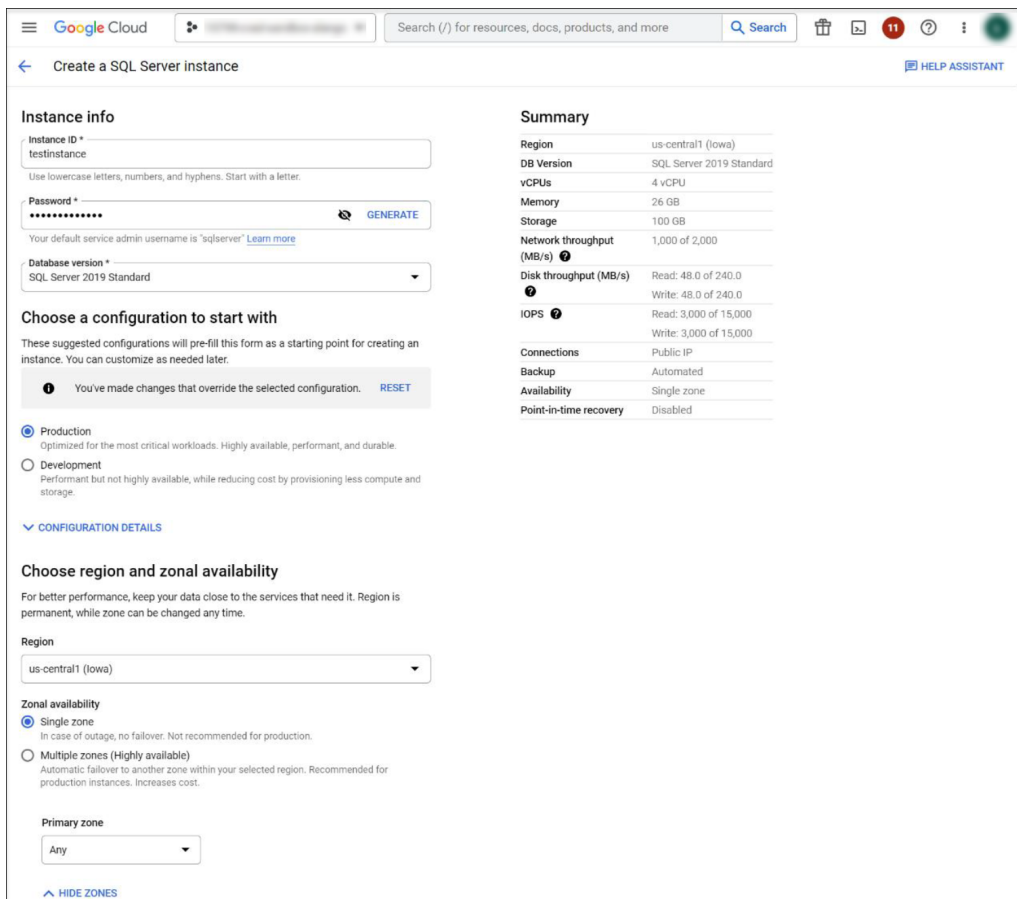 Google Cloud
Search (/) for resources, docs, products, and more
Search
11
Create a SQL Server instance
HELP ASSISTANT
Instance info
Instance ID *
testinstance
Use lowercase letters, numbers, and hyphens. Start with a letter.
Password *
•••••••••••••
GENERATE
Your default service admin username is "sqlserver" Learn more
Database version *
SQL Server 2019 Standard
Choose a configuration to start with
These suggested configurations will pre-fill this form as a starting point for creating an
instance. You can customize as needed later.
You've made changes that override the selected configuration. RESET
Production
Optimized for the most critical workloads. Highly available, performant, and durable.
Development
Performant but not highly available, while reducing cost by provisioning less compute and
storage.
CONFIGURATION DETAILS
Choose region and zonal availability
For better performance, keep your data close to the services that need it. Region is
permanent, while zone can be changed any time.
Region
us-central1 (Iowa)
Zonal availability
Single zone
In case of outage, no failover. Not recommended for production.
Multiple zones (Highly available)
Automatic failover to another zone within your selected region. Recommended for
production instances. Increases cost.
Primary zone
Any
HIDE ZONES
Summary
Region us-central1 (Iowa)
DB Version SQL Server 2019 Standard
vCPUs 4 vCPU
Memory 26 GB
Storage 100 GB
Network throughput 1,000 of 2,000
(MB/s)
Disk throughput (MB/s) Read: 48.0 of 240.0
Write: 48.0 of 240.0
IOPS Read: 3,000 of 15,000
Write: 3,000 of 15,000
Connections Public IP
Backup Automated
Availability Single zone
Point-in-time recovery Disabled